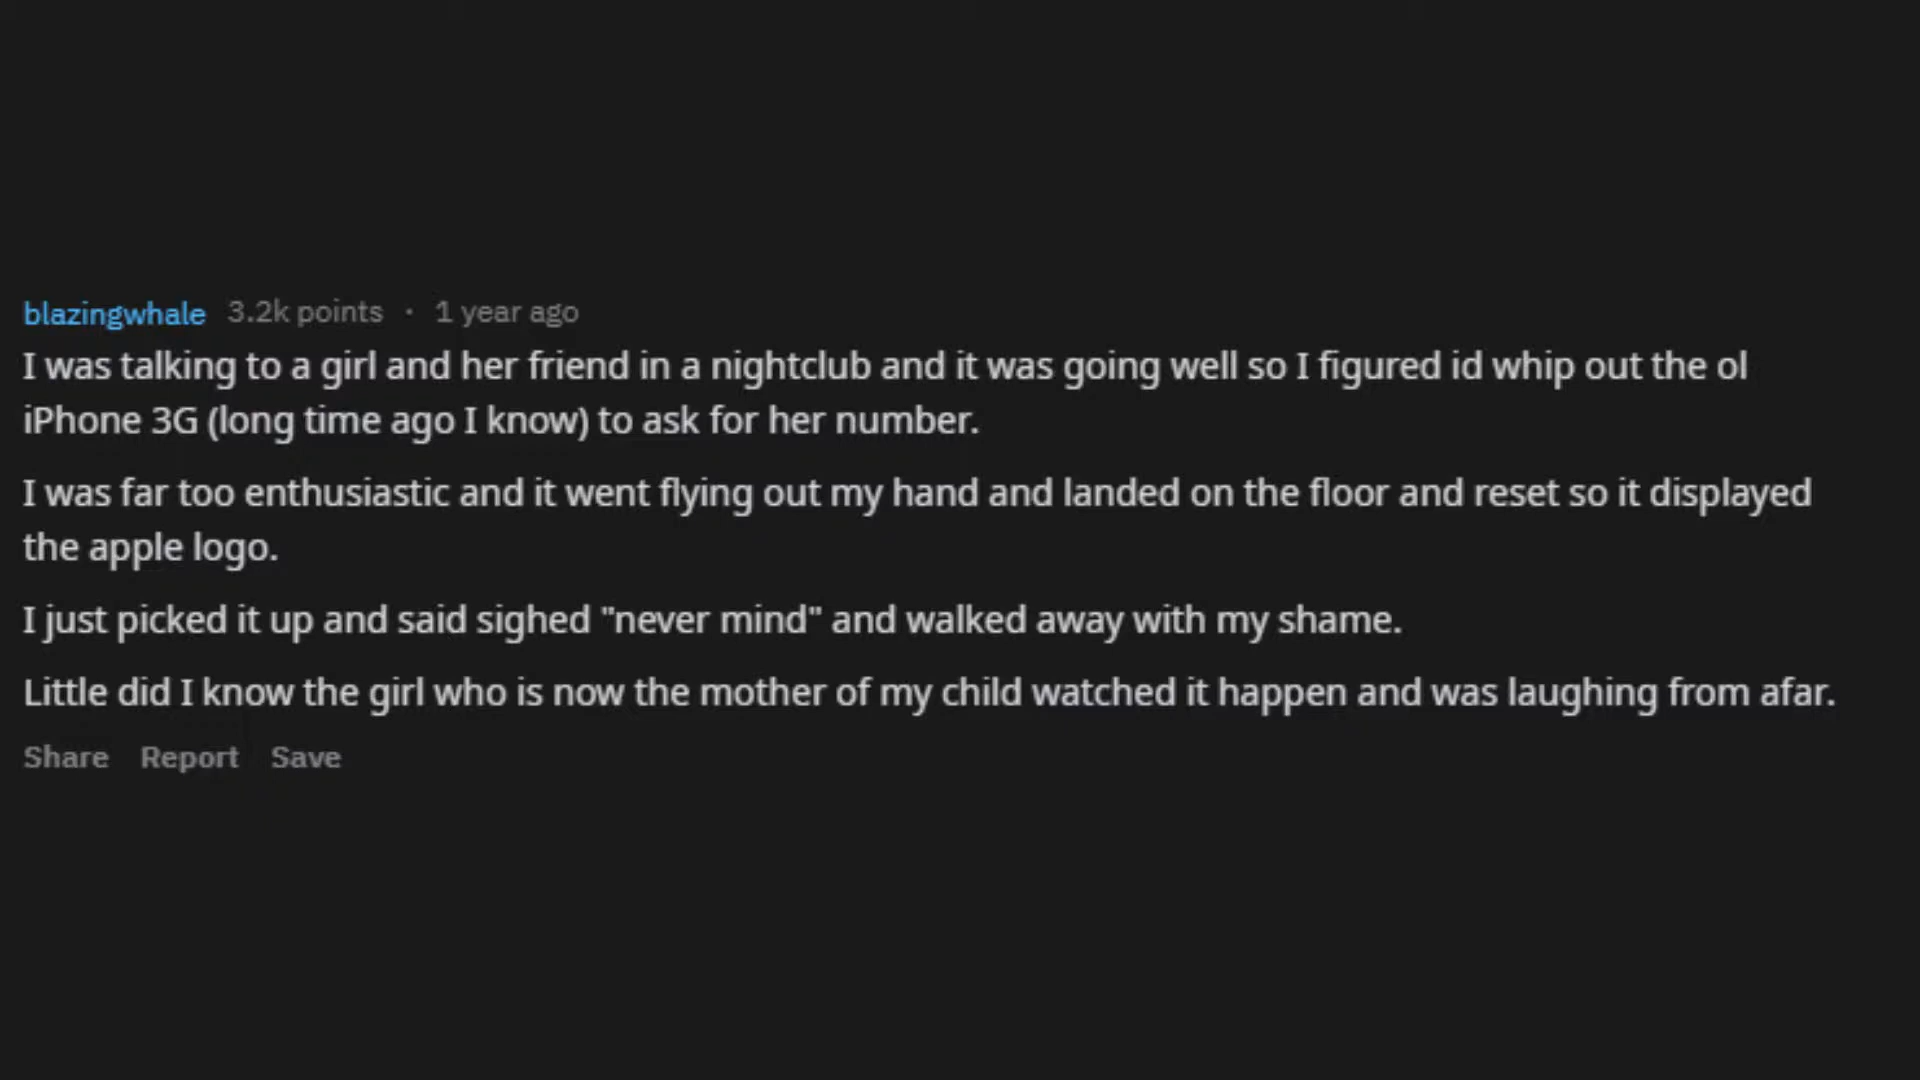 blazingwhale 3.2k points · 1 year ago
I was talking to a girl and her friend in a nightclub and it was going well so I figured id whip out the ol
iPhone 3G (long time ago I know) to ask for her number.
I was far too enthusiastic and it went flying out my hand and landed on the floor and reset so it displayed
the apple logo.
I just picked it up and said sighed "never mind" and walked away with my shame.
Little did I know the girl who is now the mother of my child watched it happen and was laughing from afar.
Share Report Save